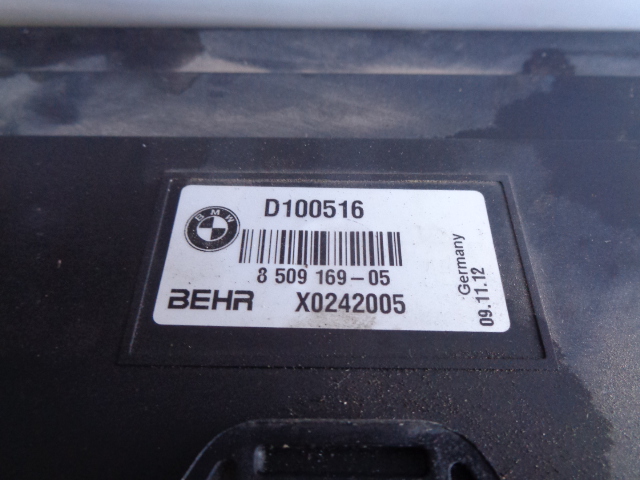 BMW
D100516
8 509 169-05
BEHR X0242005
Germany
09.11.12